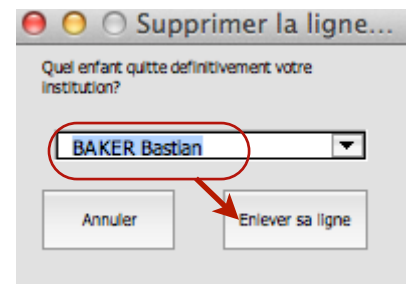 Supprimer la ligne...
Quel enfant quitte definitivement votre
institution?
BAKER Bastian
Annuler
Enlever sa ligne